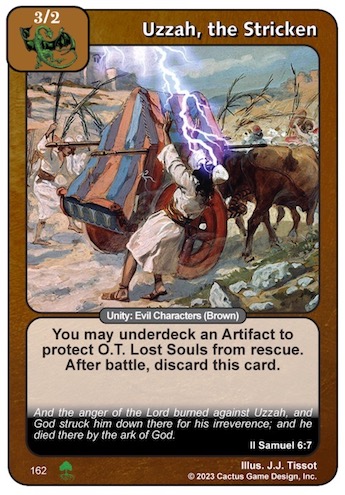 3/2
Uzzah, the Stricken
Unity: Evil Characters (Brown)
You may underdeck an Artifact to
protect O.T. Lost Souls from rescue.
After battle, discard this card.
And the anger of the Lord burned against Uzzah, and
God struck him down there for his irreverence; and he
died there by the ark of God.
II Samuel 6:7
Illus. J.J. Tissot
162
© 2023 Cactus Game Design, Inc.